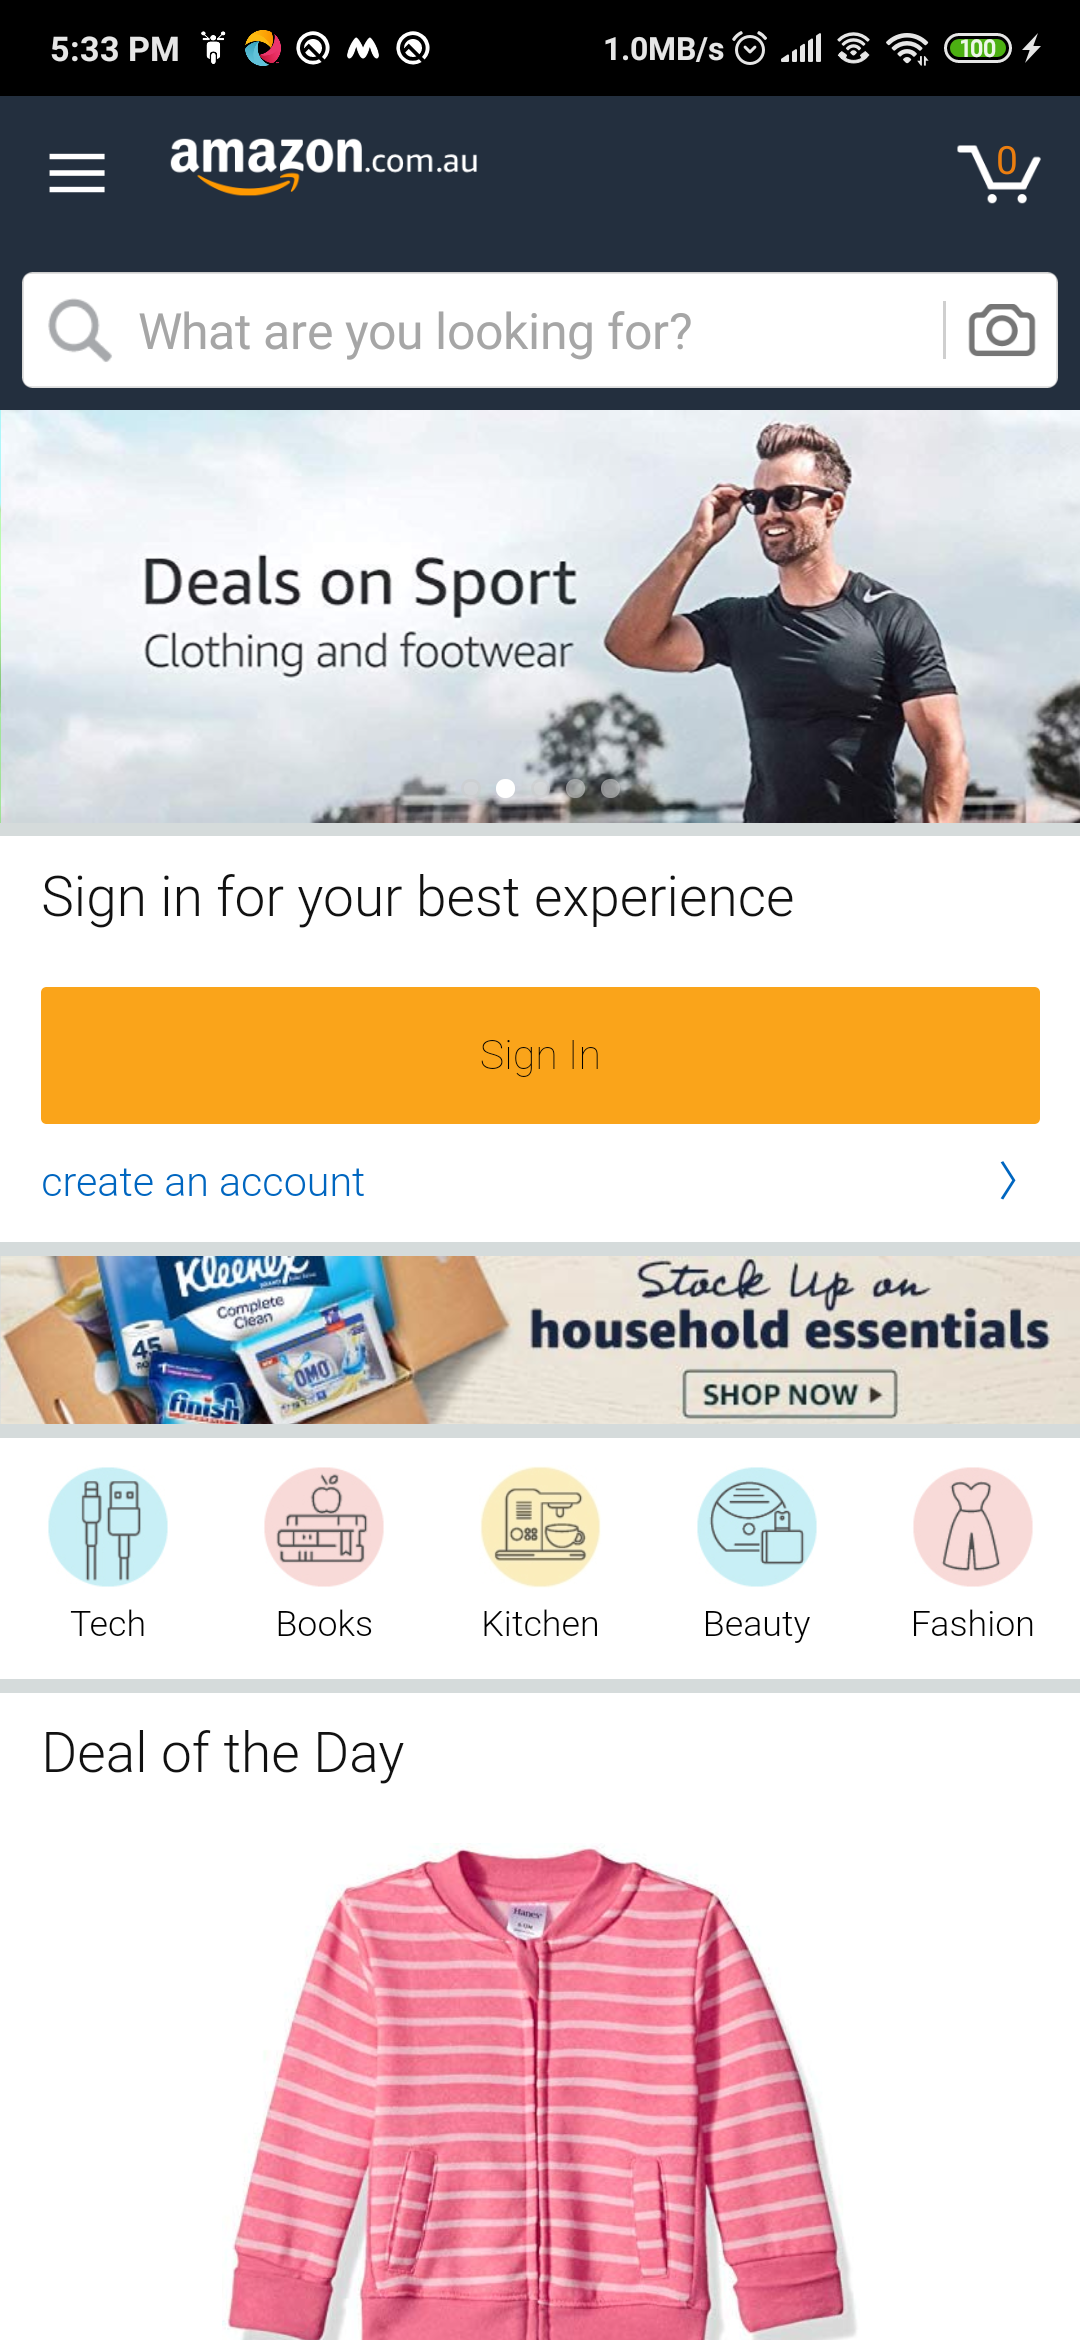 5:33 PM
1.0MB/s
100
amazon.com.au
0
What are you looking for?
Deals on Sport
Clothing and footwear
Sign in for your best experience
Sign In
create an account
Kleenex
Complete
Clean
45
OMO
finish
Stock Up on
household essentials
SHOP NOW
Tech
Books
Kitchen
Beauty
Fashion
Deal of the Day
Hanes